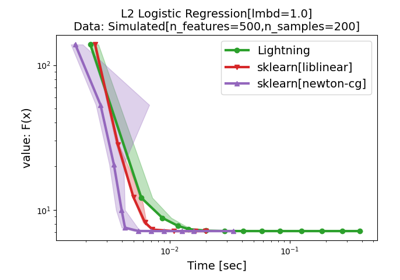 L2 Logistic Regression[lmbd=1.0]
Data: Simulated[n_features=500,n_samples=200]
Lightning
sklearn[liblinear]
sklearn[newton-cg]
value: F(x)
10²
10¹
10⁻²
10⁻¹
Time [sec]